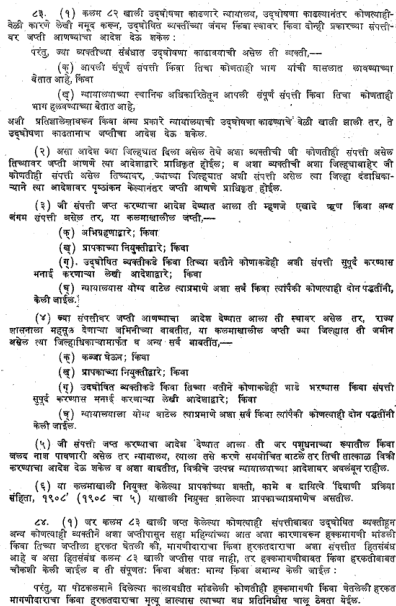 ८३. (१) कलम ८२ खाली उद्घोषणा काढणारे न्यायालय, उद्घोषणा काढल्यानंतर कोणत्याही-
वेळी कारणे लेखी नमूद करून, उद्घोषित व्यक्तींच्या जंगम किंवा स्थावर किंवा दोन्ही प्रकारच्या संपत्ती-
वर जप्ती आणण्याचा आदेश देऊ शकेल :
परंतु, ज्या व्यक्तीच्या संबंधात उद्घोषणा काढावयाची असेल ती व्यक्ती,—
(क) आपली संपूर्ण संपत्ती किंवा तिचा कोणताही भाग यांची वासलात लावण्याच्या
बेतात आहे, किंवा
(ख) न्यायालयाच्या स्थानिक अधिकारितेतून आपली संपूर्ण संपत्ती किंवा तिचा कोणताही
भाग हलवण्याच्या बेतात आहे,
अशी प्रतिज्ञालेखावरून किंवा अन्य प्रकारे न्यायालयाची उद्घोषणा काढण्याचे वेळी खात्री झाली तर, ते
उद्घोषणा काढतानाच जप्तीचा आदेश देऊ शकेल.
(२) असा आदेश ज्या जिल्ह्यात दिला असेल तेथे अशा व्यक्तीची जी कोणतीही संपत्ती असेल
तिच्यावर जप्ती आणणे त्या आदेशाद्वारे प्राधिकृत होईल; व अशा व्यक्तीची अशा जिल्ह्याबाहेर जी
कोणतीही संपत्ती असेल तिच्यावर, ज्याच्या जिल्ह्यात अशी संपत्ती असेल त्या जिल्हा दंडाधिका-
ऱ्याने त्या आदेशावर पृष्ठांकन केल्यानंतर जप्ती आणणे प्राधिकृत होईल.
(३) जी संपत्ती जप्त करण्याचा आदेश देण्यात आला ती म्हणजे एखादे ऋण किंवा अन्य
जंगम संपत्ती असेल तर, या कलमाखालील जप्ती,—
(क) अभिग्रहणाद्वारे; किंवा
(ख) प्रापकाच्या नियुक्तीद्वारे; किंवा
(ग) उद्घोषित व्यक्तीकडे किंवा तिच्या वतीने कोणाकडेही अशी संपत्ती सुपूर्द करण्यास
मनाई करणाऱ्या लेखी आदेशाद्वारे; किंवा
(घ) न्यायालयास योग्य वाटेल त्याप्रमाणे अशा सर्व किंवा त्यांपैकी कोणत्याही दोन पद्धतींनी,
केली जाईल.
(४) ज्या संपत्तीवर जप्ती आणण्याचा आदेश देण्यात आला ती स्थावर असेल तर, राज्य
शासनाला महसूल देणाऱ्या जमिनीच्या बाबतीत, या कलमाखालील जप्ती ज्या जिल्ह्यात ती जमीन
असेल त्या जिल्हाधिकाऱ्यामार्फत व अन्य सर्व बाबतीत,—
(क) कब्जा घेऊन; किंवा
(ख) प्रापकाच्या नियुक्तीद्वारे; किंवा
(ग) उद्घोषित व्यक्तीकडे किंवा तिच्या वतीने कोणाकडेही भाडे भरण्यास किंवा संपत्ती
सुपूर्द करण्यास मनाई करणाऱ्या लेखी आदेशाद्वारे; किंवा
(घ) न्यायालयाला योग्य वाटेल त्याप्रमाणे अशा सर्व किंवा त्यांपैकी कोणत्याही दोन पद्धतींनी
केली जाईल.
(५) जी संपत्ती जप्त करण्याचा आदेश देण्यात आला ती जर पशुधनाच्या रूपातील किंवा
जलद नाश पावणारी असेल तर न्यायालय, त्याला तसे करणे समयोचित वाटले तर तिची तात्काळ विक्री
करण्याचा आदेश देऊ शकेल व अशा बाबतीत, विक्रीचे उत्पन्न न्यायालयाच्या आदेशावर अवलंबून राहील.
(६) या कलमाखाली नियुक्त केलेल्या प्रापकाच्या शक्ती, कामे व दायित्वे 'दिवाणी प्रक्रिया
संहिता, १९०८' (१९०८ चा ५) याखाली नियुक्त झालेल्या प्रापकाच्याप्रमाणेच असतील.
८४. (१) जर कलम ८३ खाली जप्त केलेल्या कोणत्याही संपत्तीबाबत उद्घोषित व्यक्तीहून
अन्य कोणत्याही व्यक्तीने अशा जप्तीपासून सहा महिन्यांच्या आत अशा कारणावरून हक्कमागणी मांडली
किंवा तिच्या जप्तीला हरकत घेतली की, मागणीदाराचा किंवा हरकतदाराचा अशा संपत्तीत हितसंबंध
आहे व असा हितसंबंध कलम ८३ खाली जप्तीस पात्र नाही, तर हक्कमागणीबाबत किंवा हरकतीबाबत
चौकशी केली जाईल व ती संपूर्णतः किंवा अंशतः मान्य किंवा अमान्य केली जाईल :
परंतु, या पोटकलमाने दिलेल्या कालावधीत मांडलेली कोणतीही हक्कमागणी किंवा घेतलेली हरकत
मागणीदाराचा किंवा हरकतदाराचा मृत्यू झाल्यास त्याच्या वैध प्रतिनिधीस चालू ठेवता येईल.